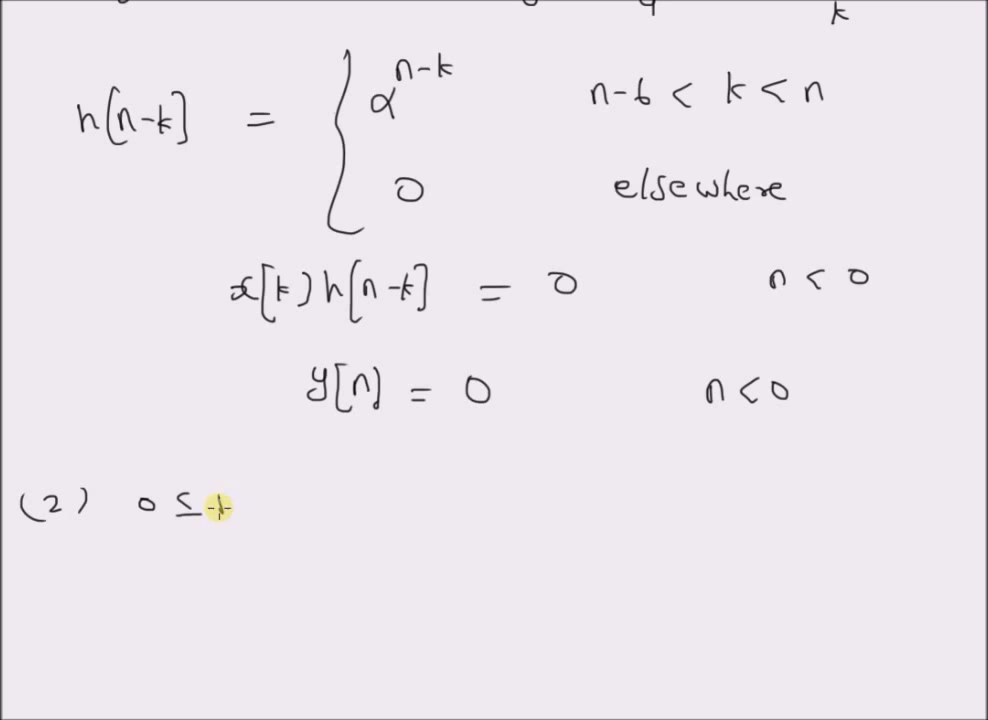 k
h[n-k] = { α^{n-k} n-6 < k < n
0 elsewhere
x[k] h[n-k] = 0 n < 0
y[n] = 0 n < 0
(2) 0 ≤